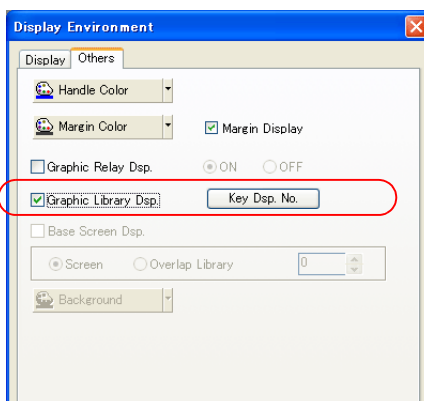 Display Environment
Display Others
Handle Color
Margin Color Margin Display
Graphic Relay Dsp. ON OFF
Graphic Library Dsp. Key Dsp. No.
Base Screen Dsp.
Screen Overlap Library 0
Background